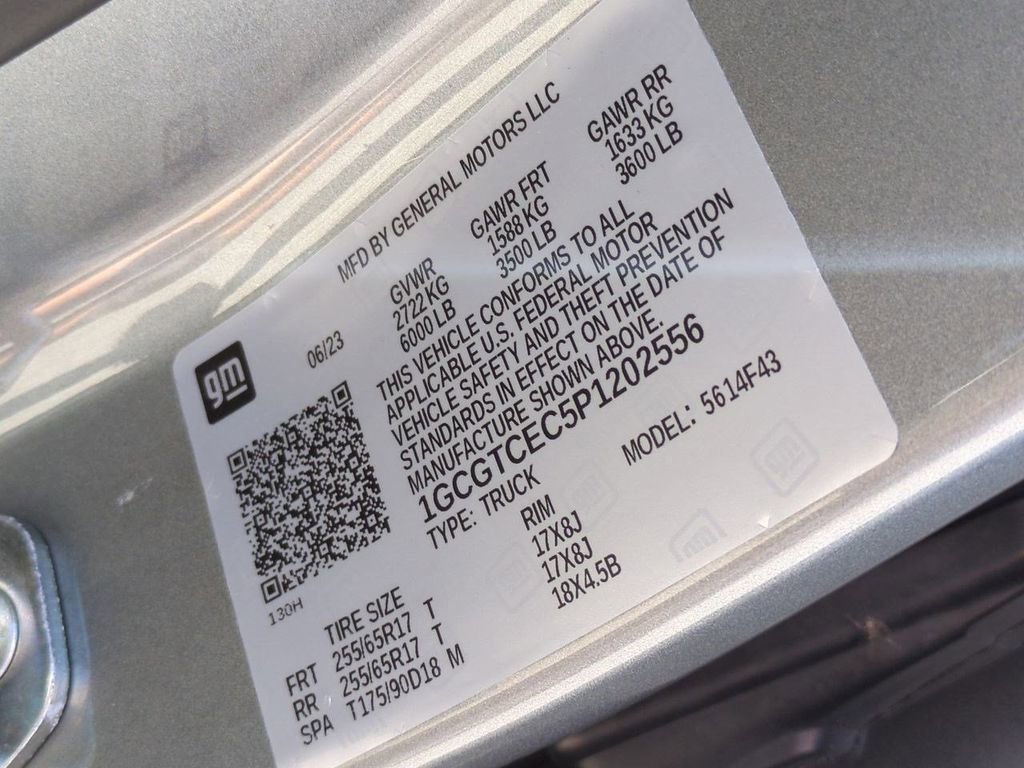 gm
06/23
MFD BY GENERAL MOTORS LLC
GVWR
2722 KG
6000 LB
GAWR FRT
1588 KG
3500 LB
GAWR RR
1633 KG
3600 LB
THIS VEHICLE CONFORMS TO ALL
APPLICABLE U.S. FEDERAL MOTOR
VEHICLE SAFETY AND THEFT PREVENTION
STANDARDS IN EFFECT ON THE DATE OF
MANUFACTURE SHOWN ABOVE.
1GCGTCEC5P1202556
TYPE: TRUCK
MODEL: 5614F43
130H
TIRE SIZE RIM
FRT 255/65R17 T 17X8J
RR 255/65R17 T 17X8J
SPA T175/90D18 M 18X4.5B